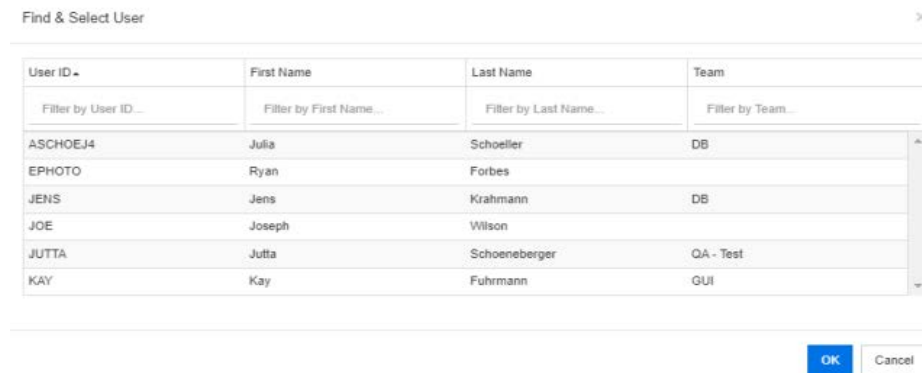 Find & Select User
User ID First Name Last Name Team
Filter by User ID... Filter by First Name... Filter by Last Name... Filter by Team...
ASCHOEJ4 Julia Schoeller DB
EPHOTO Ryan Forbes
JENS Jens Krahmann DB
JOE Joseph Wilson
JUTTA Jutta Schoeneberger QA - Test
KAY Kay Fuhrmann GUI
OK Cancel